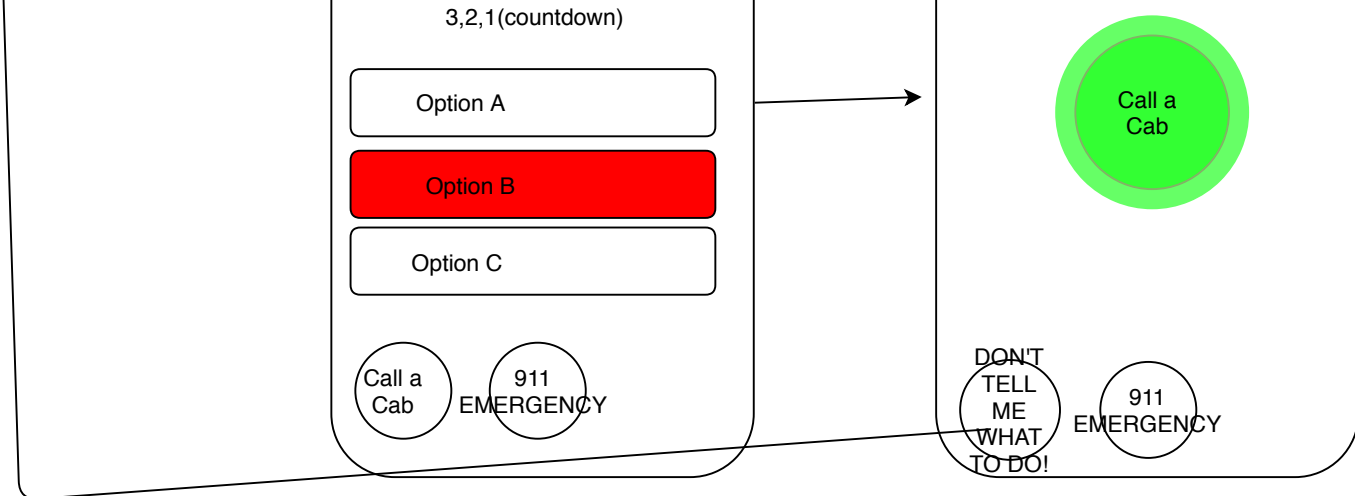 3,2,1(countdown)
Option A
Option B
Option C
Call a
Cab
911
EMERGENCY
Call a
Cab
DON'T
TELL
ME
WHAT
TO DO!
911
EMERGENCY